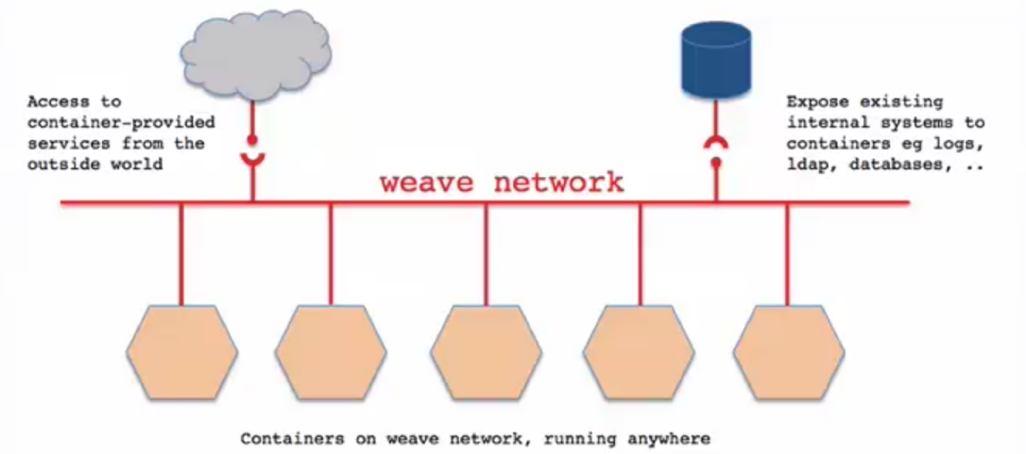 Access to
container-provided
services from the
outside world
Expose existing
internal systems to
containers eg logs,
ldap, databases, ..
weave network
Containers on weave network, running anywhere